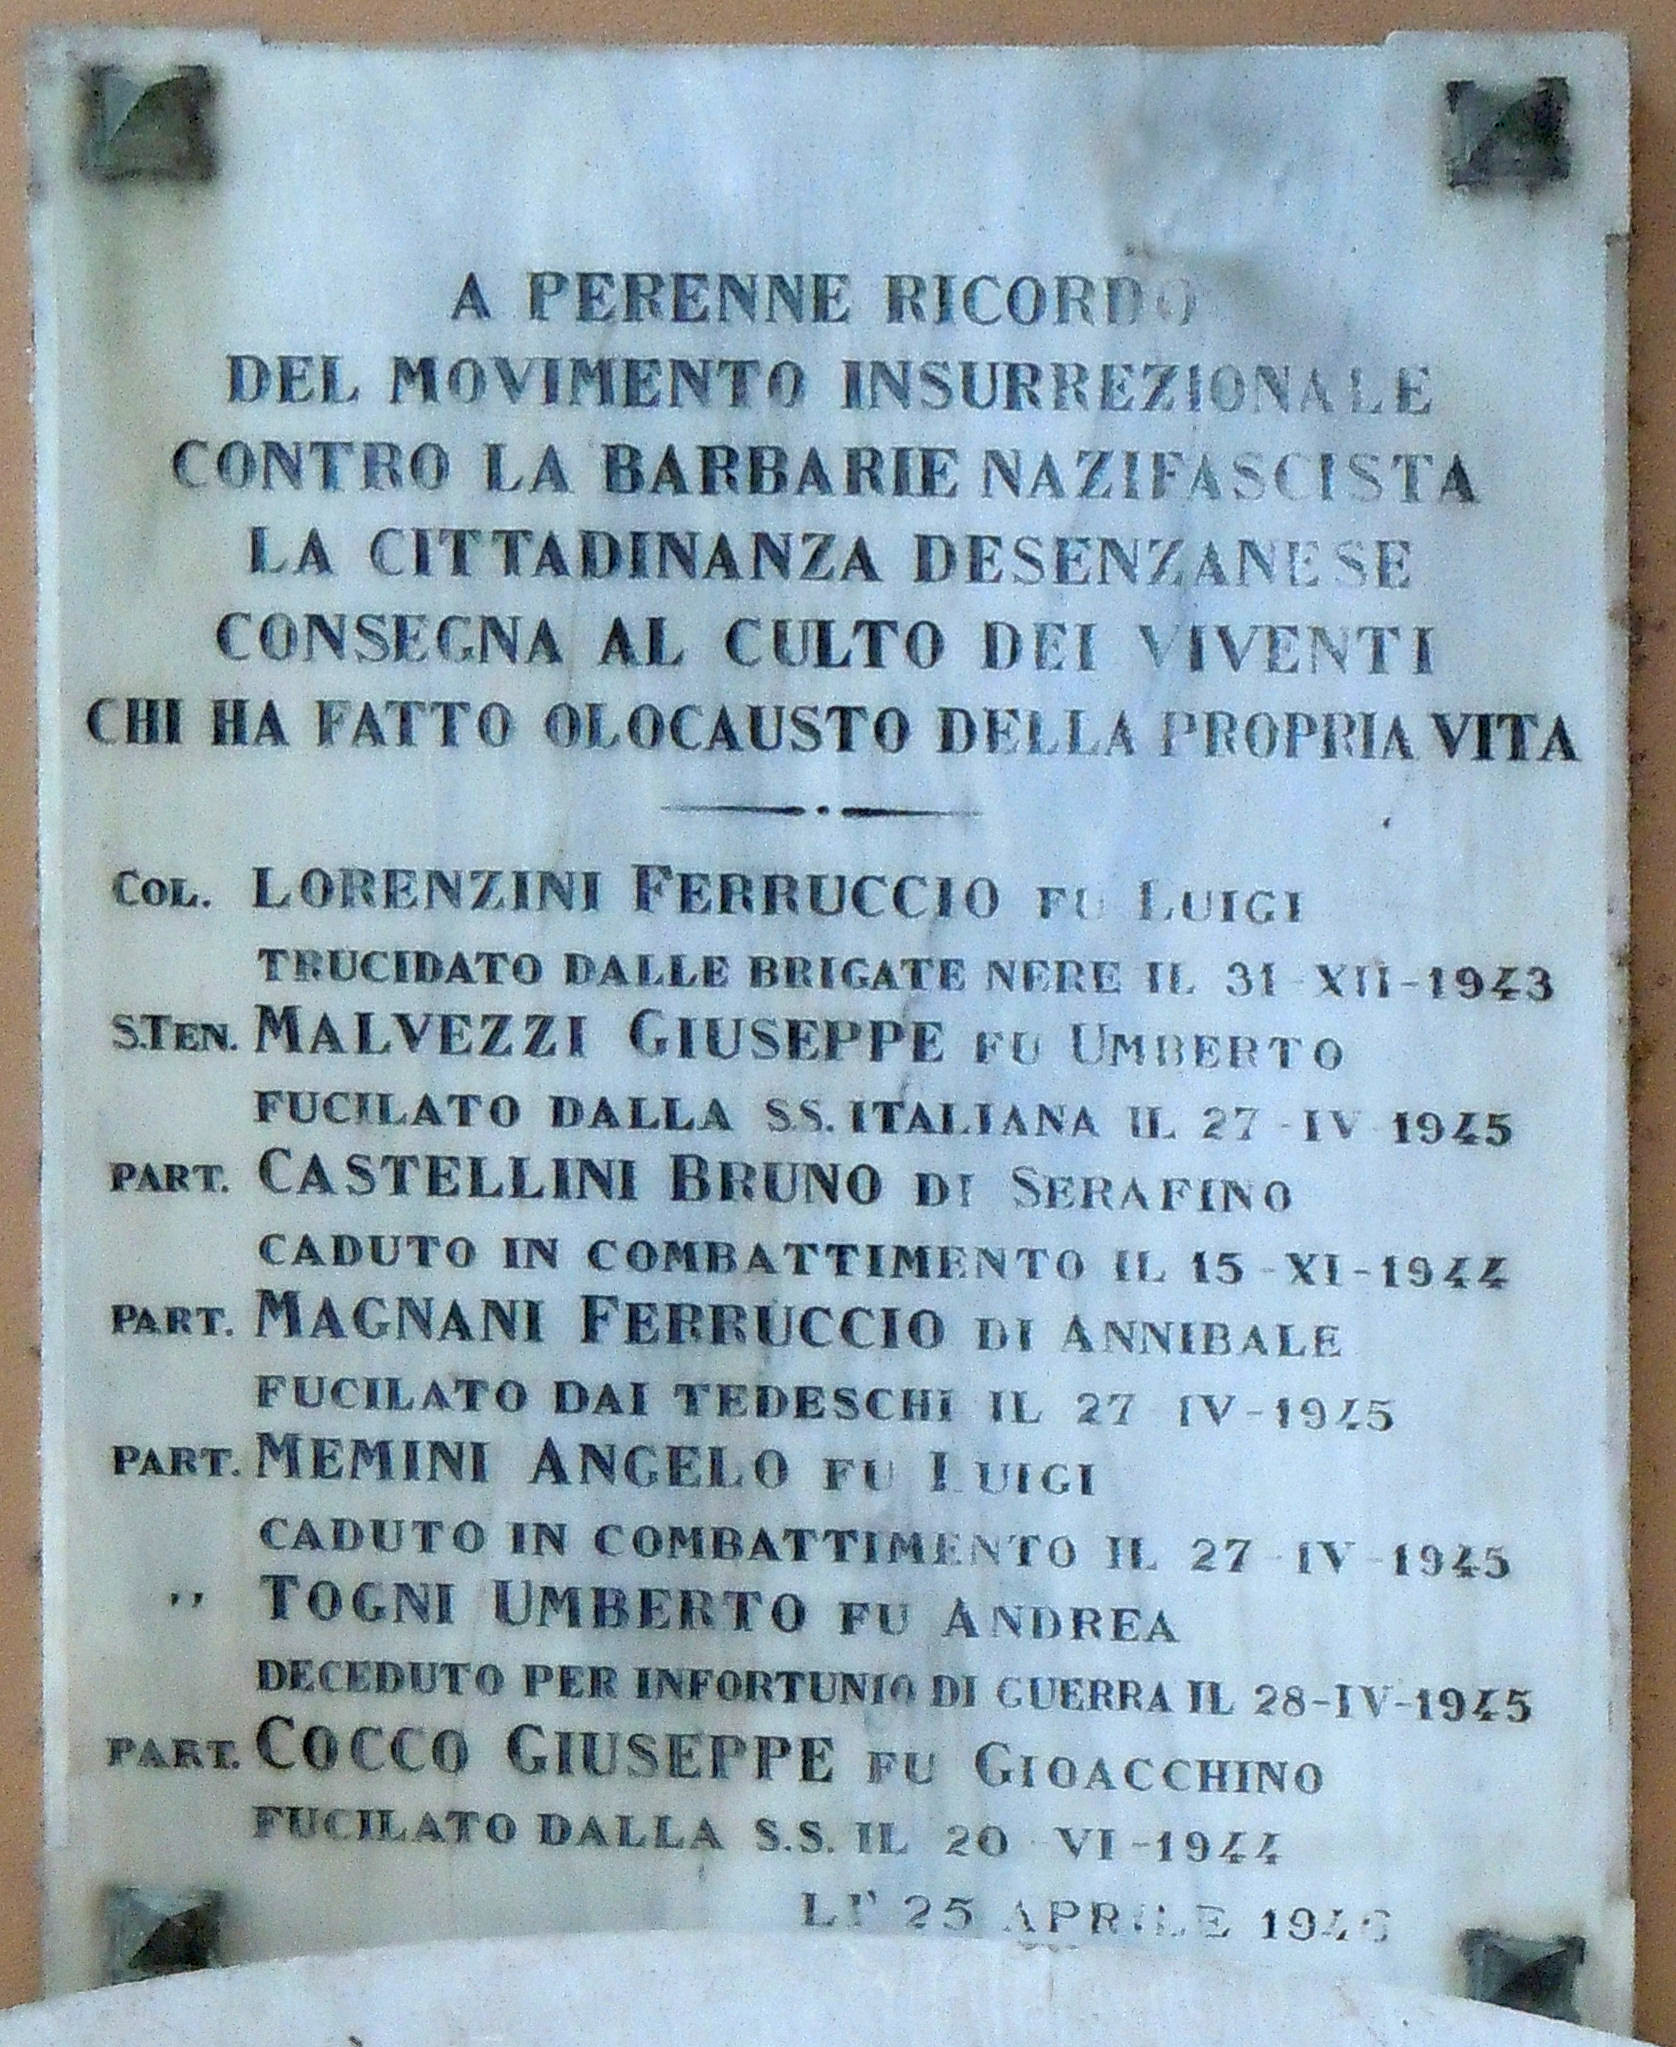 A PERENNE RICORDO
DEL MOVIMENTO INSURREZIONALE
CONTRO LA BARBARIE NAZIFASCISTA
LA CITTADINANZA DESENZANESE
CONSEGNA AL CULTO DEI VIVENTI
CHI HA FATTO OLOCAUSTO DELLA PROPRIA VITA
COL. LORENZINI FERRUCCIO FU LUIGI
TRUCIDATO DALLE BRIGATE NERE IL 31-XII-1943
S.TEN. MALVEZZI GIUSEPPE FU UMBERTO
FUCILATO DALLA SS. ITALIANA IL 27-IV 1945
PART. CASTELLINI BRUNO DI SERAFINO
CADUTO IN COMBATTIMENTO IL 15-XI-1944
PART. MAGNANI FERRUCCIO DI ANNIBALE
FUCILATO DAI TEDESCHI IL 27 IV-1945
PART. MEMINI ANGELO FU LUIGI
CADUTO IN COMBATTIMENTO IL 27-IV-1945
,, TOGNI UMBERTO FU ANDREA
DECEDUTO PER INFORTUNIO DI GUERRA IL 28-IV-1945
PART. COCCO GIUSEPPE FU GIOACCHINO
FUCILATO DALLA S.S. IL 20-VI-1944
LI' 25 APRILE 1946